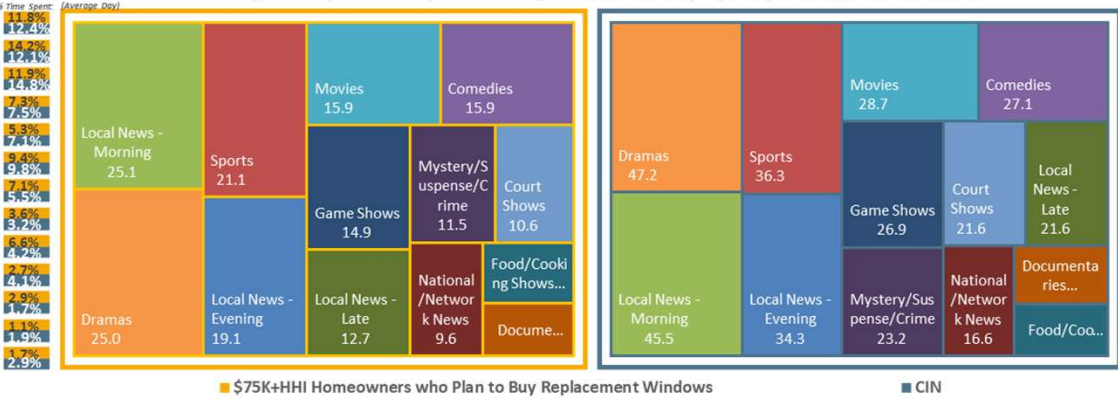 % Time Spent: (Average Day)
11.8%
12.4%
14.2%
12.1%
11.9%
14.8%
7.3%
7.5%
5.3%
7.1%
9.4%
9.8%
7.1%
5.5%
3.6%
3.2%
6.6%
4.2%
2.7%
4.1%
2.9%
1.7%
1.1%
1.9%
1.7%
2.9%
Local News -
Morning
25.1
Dramas
25.0
Sports
21.1
Local News -
Evening
19.1
Movies
15.9
Comedies
15.9
Game Shows
14.9
Mystery/S
uspense/C
rime
11.5
Court
Shows
10.6
Local News -
Late
12.7
National
/Networ
k News
9.6
Food/Cooki
ng Shows...
Docume...
Dramas
47.2
Local News -
Morning
45.5
Sports
36.3
Local News -
Evening
34.3
Movies
28.7
Comedies
27.1
Game Shows
26.9
Court
Shows
21.6
Local
News -
Late
21.6
Mystery/Sus
pense/Crime
23.2
National
/Networ
k News
16.6
Documenta
ries...
Food/Coo...
$75K+HHI Homeowners who Plan to Buy Replacement Windows
CIN